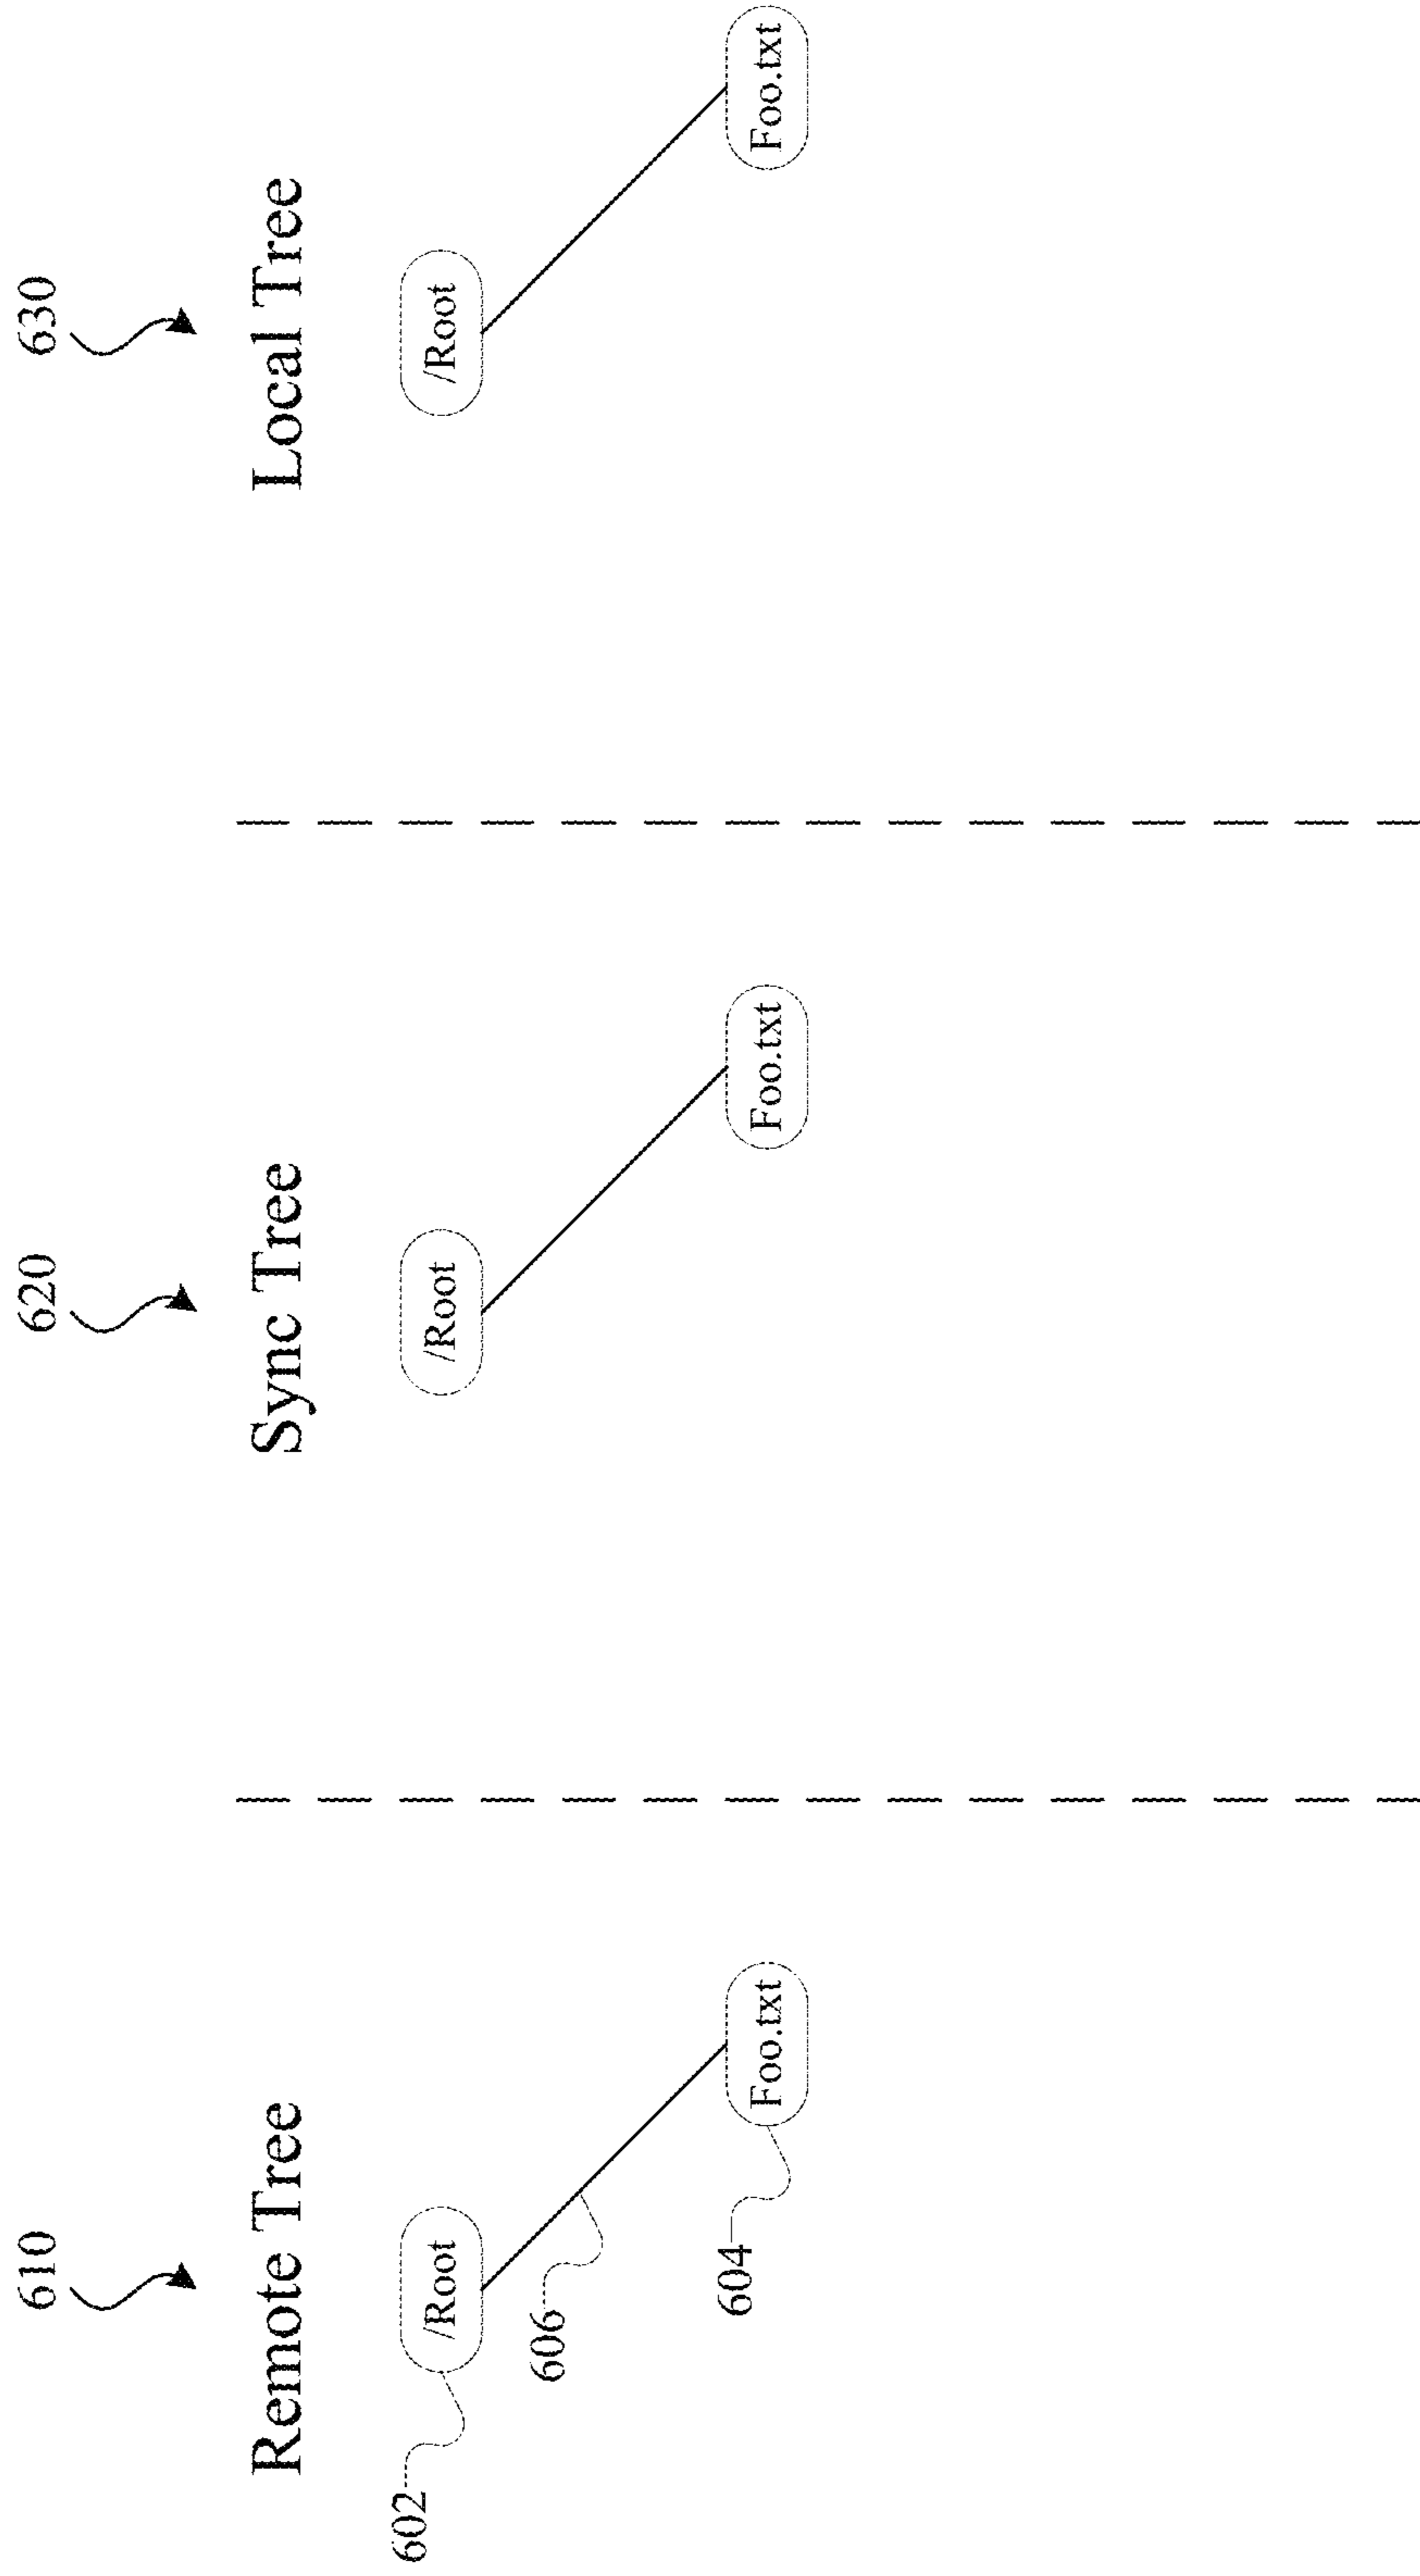 610
620
630
Remote Tree
Sync Tree
Local Tree
/Root
/Root
/Root
602
606
Foo.txt
Foo.txt
Foo.txt
604